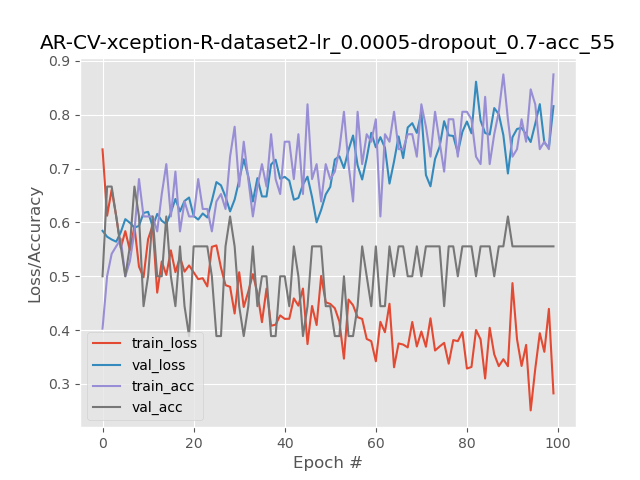 AR-CV-xception-R-dataset2-lr_0.0005-dropout_0.7-acc_55
0.9
0.8
0.7
0.6
0.5
0.4
0.3
Loss/Accuracy
train_loss
val_loss
train_acc
val_acc
0 20 40 60 80 100
Epoch #